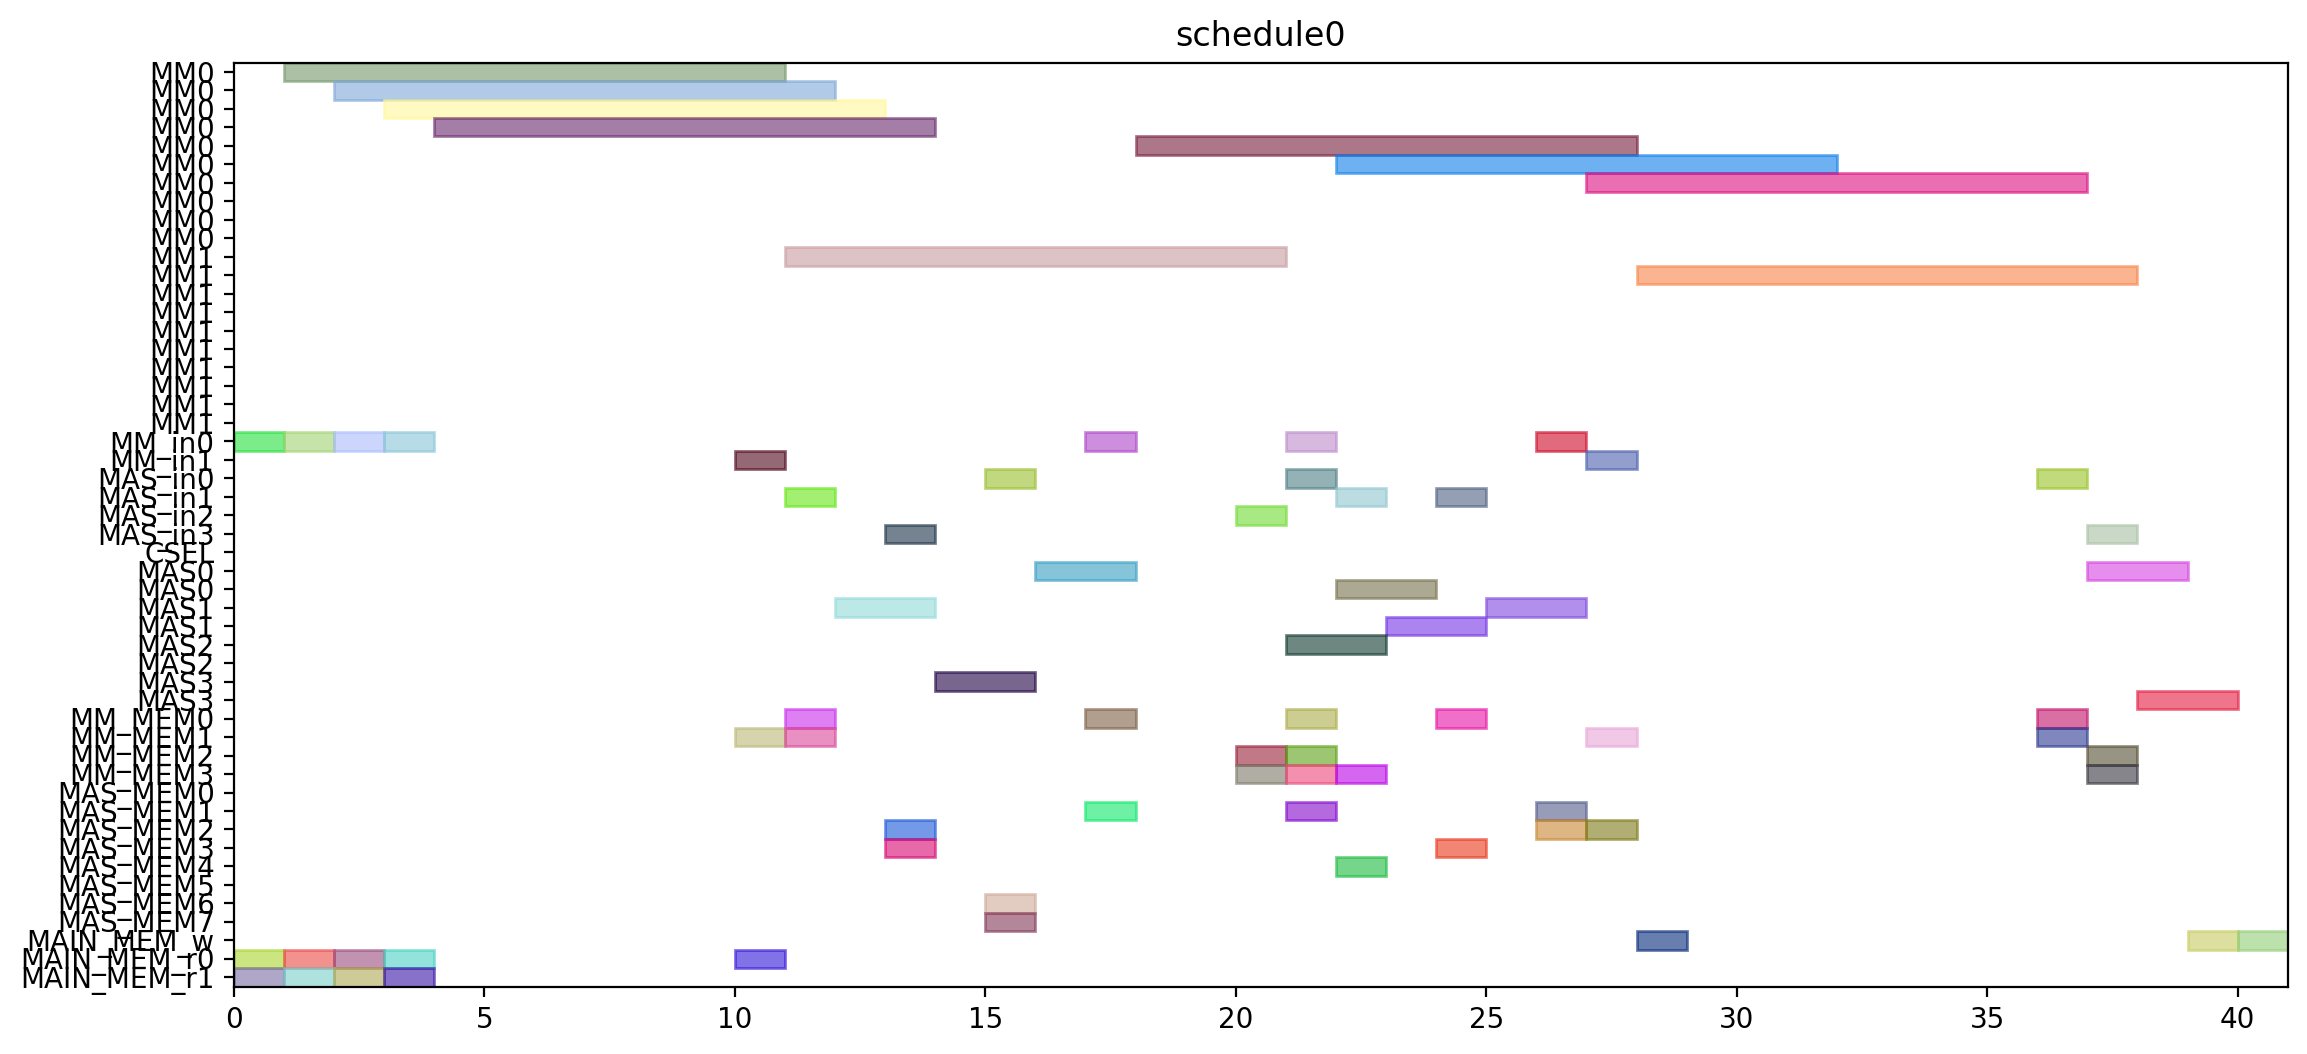 schedule0
MM0
MM0
MM0
MM0
MM0
MM0
MM0
MM0
MM0
MM0
MM1
MM1
MM1
MM1
MM1
MM1
MM1
MM1
MM1
MM1
MM_in0
MM_in1
MAS_in0
MAS_in1
MAS_in2
MAS_in3
CSEL
MAS0
MAS0
MAS1
MAS1
MAS2
MAS2
MAS3
MAS3
MM_MEM0
MM_MEM1
MM_MEM2
MM_MEM3
MAS_MEM0
MAS_MEM1
MAS_MEM2
MAS_MEM3
MAS_MEM4
MAS_MEM5
MAS_MEM6
MAS_MEM7
MAIN_MEM_w
MAIN_MEM_r0
MAIN_MEM_r1
0 5 10 15 20 25 30 35 40